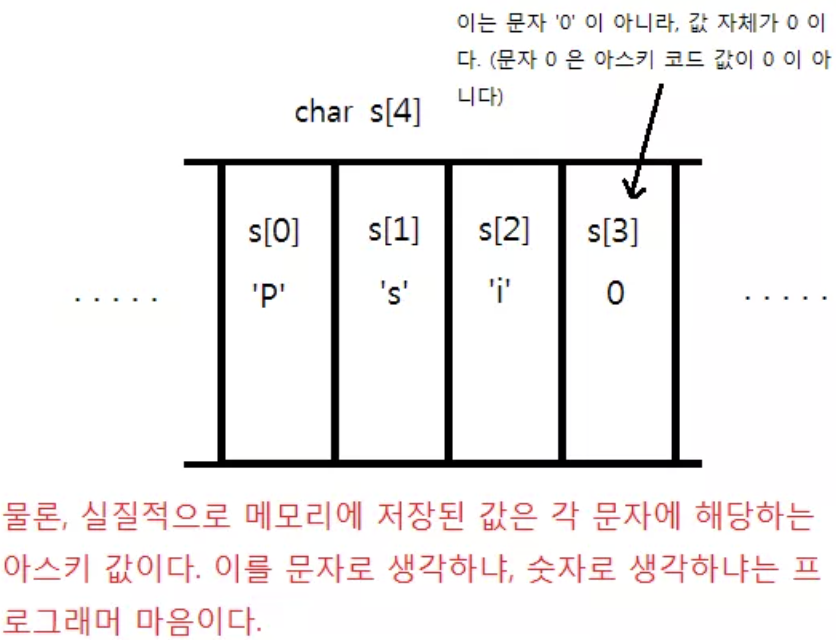 이는 문자 '0' 이 아니라, 값 자체가 0 이
다. (문자 0 은 아스키 코드 값이 0 이 아
니다)
char s[4]
s[0] s[1] s[2] s[3]
..... 'P' 's' 'i' 0 .....
물론, 실질적으로 메모리에 저장된 값은 각 문자에 해당하는
아스키 값이다. 이를 문자로 생각하냐, 숫자로 생각하냐는 프
로그래머 마음이다.